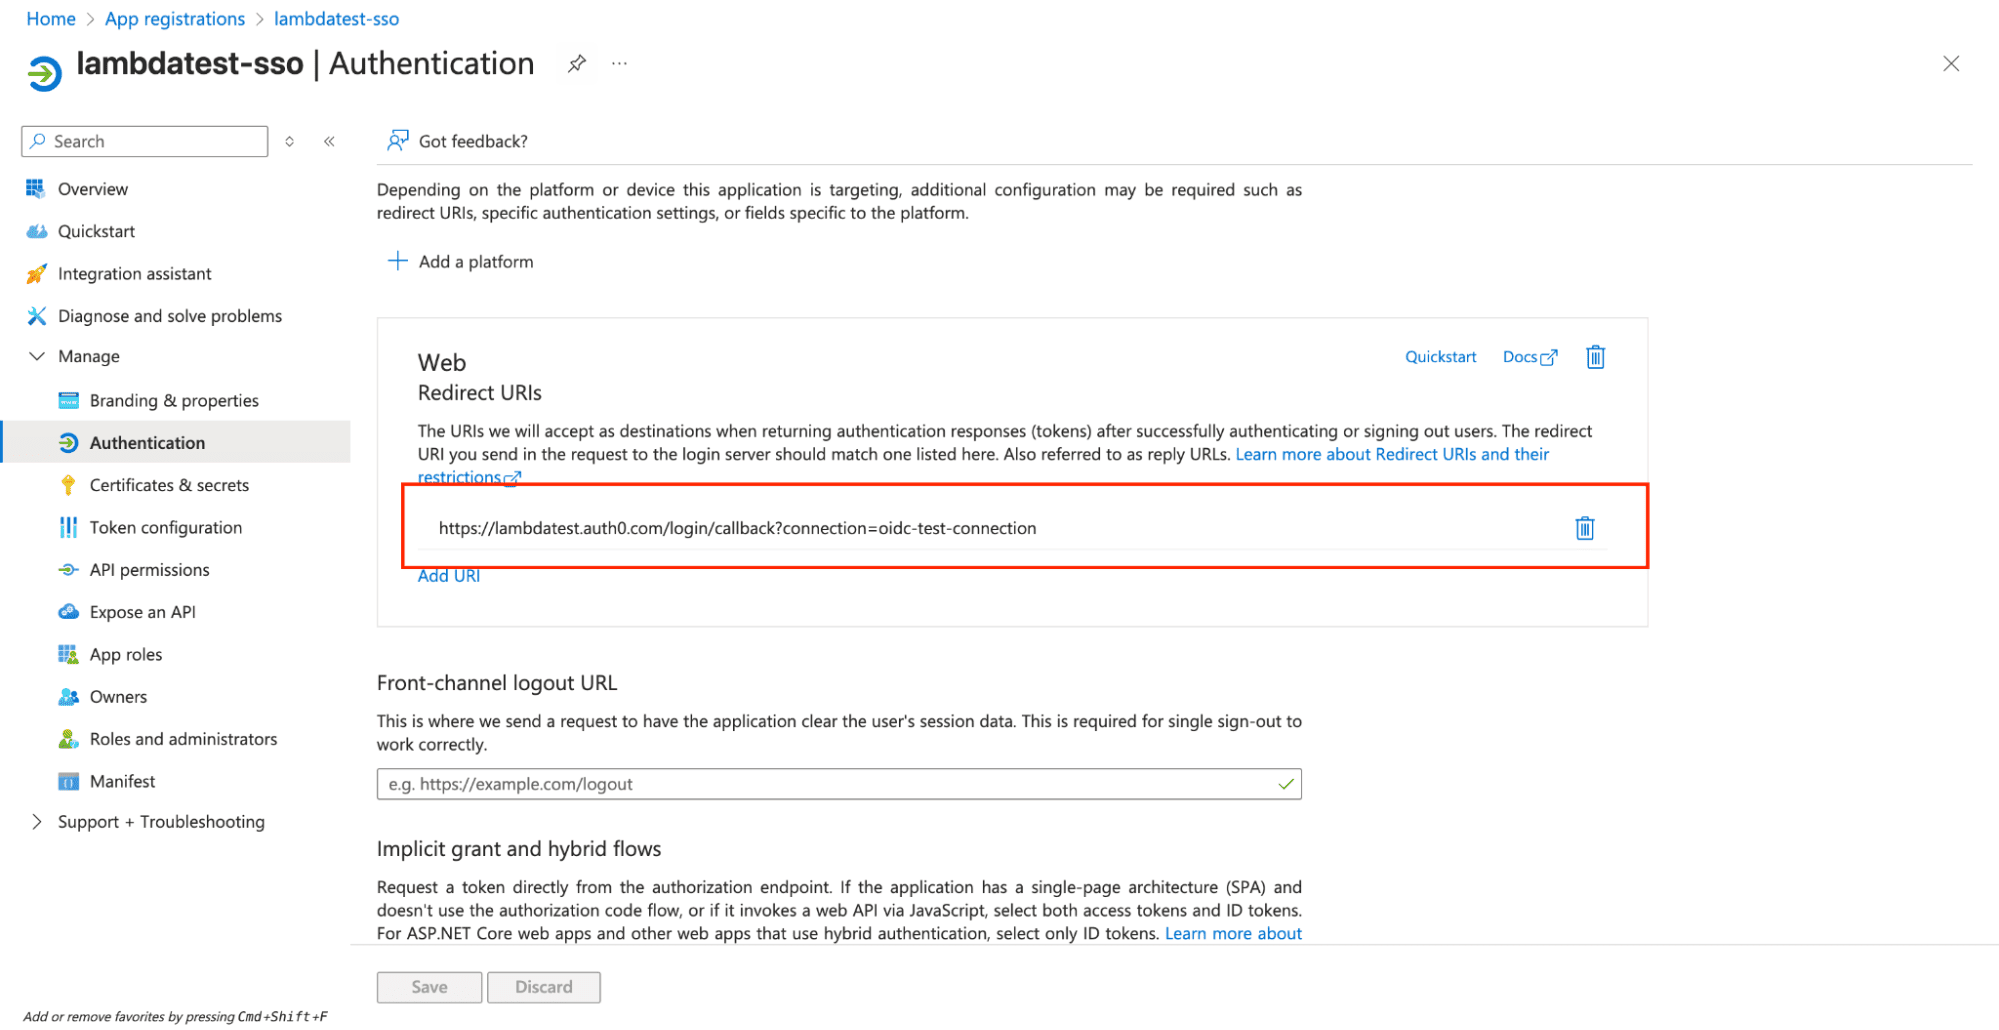 Home > App registrations > lambdatest-sso
lambdatest-sso | Authentication
Search
Overview
Quickstart
Integration assistant
Diagnose and solve problems
Manage
Branding & properties
Authentication
Certificates & secrets
Token configuration
API permissions
Expose an API
App roles
Owners
Roles and administrators
Manifest
Support + Troubleshooting
Add or remove favorites by pressing Cmd+Shift+F
Got feedback?
Depending on the platform or device this application is targeting, additional configuration may be required such as
redirect URIs, specific authentication settings, or fields specific to the platform.
Add a platform
Web
Quickstart Docs
Redirect URIs
The URIs we will accept as destinations when returning authentication responses (tokens) after successfully authenticating or signing out users. The redirect
URI you send in the request to the login server should match one listed here. Also referred to as reply URLs. Learn more about Redirect URIs and their
restrictions
https://lambdatest.auth0.com/login/callback?connection=oidc-test-connection
Add URI
Front-channel logout URL
This is where we send a request to have the application clear the user's session data. This is required for single sign-out to
work correctly.
e.g. https://example.com/logout
Implicit grant and hybrid flows
Request a token directly from the authorization endpoint. If the application has a single-page architecture (SPA) and
doesn't use the authorization code flow, or if it invokes a web API via JavaScript, select both access tokens and ID tokens.
For ASP.NET Core web apps and other web apps that use hybrid authentication, select only ID tokens. Learn more about
Save Discard